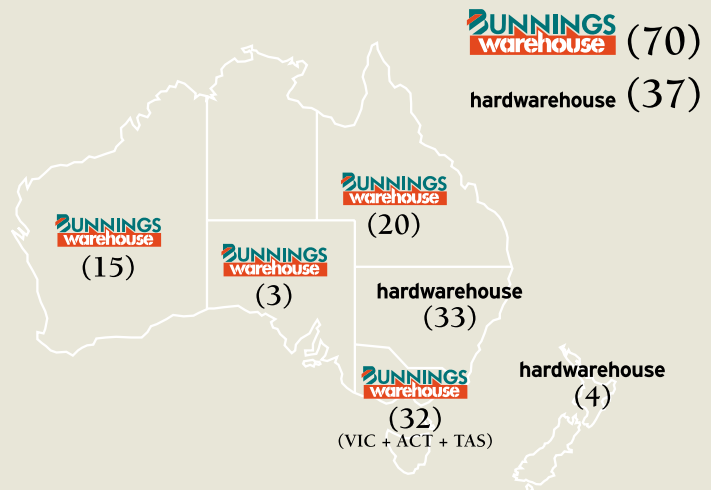 BUNNINGS
warehouse (70)
hardwarehouse (37)
BUNNINGS
warehouse
(20)
BUNNINGS
warehouse
(15)
BUNNINGS
warehouse
(3)
hardwarehouse
(33)
BUNNINGS
warehouse
(32)
(VIC + ACT + TAS)
hardwarehouse
(4)